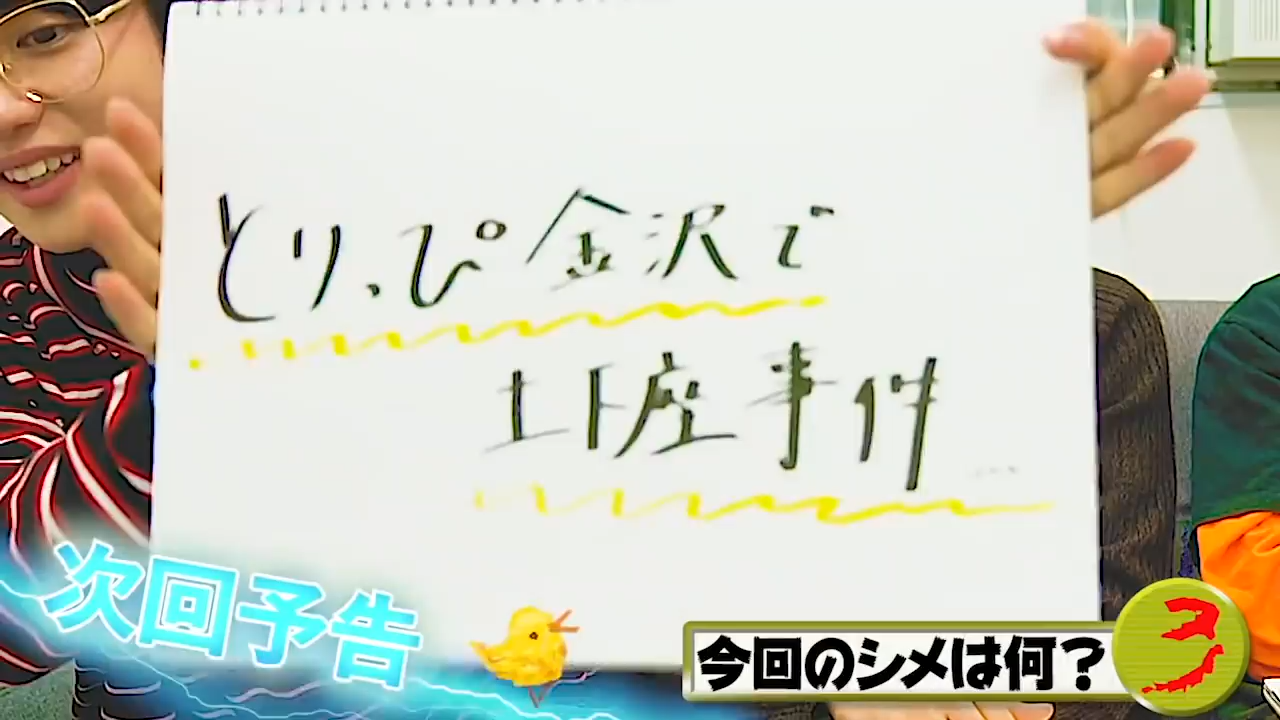 とりっぴ金沢で
土下座事件…
次回予告
今回のシメは何？